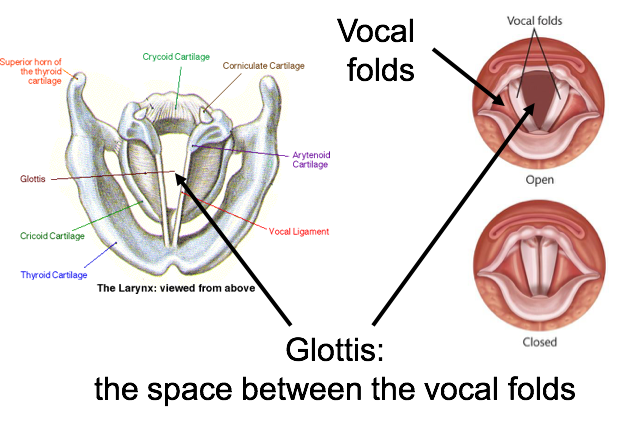 Vocal
folds
Vocal folds
Crycoid Cartilage
Corniculate Cartilage
Superior horn of
the thyroid
cartilage
Arytenoid
Cartilage
Glottis
Open
Vocal Ligament
Cricoid Cartilage
Thyroid Cartilage
The Larynx: viewed from above
Closed
Glottis:
the space between the vocal folds